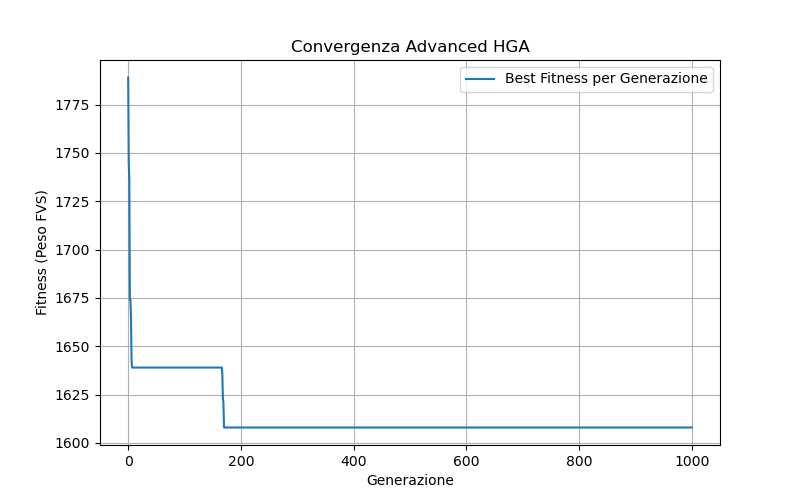 Convergenza Advanced HGA
Best Fitness per Generazione
1775
1750
1725
1700
1675
1650
1625
1600
Fitness (Peso FVS)
0 200 400 600 800 1000
Generazione